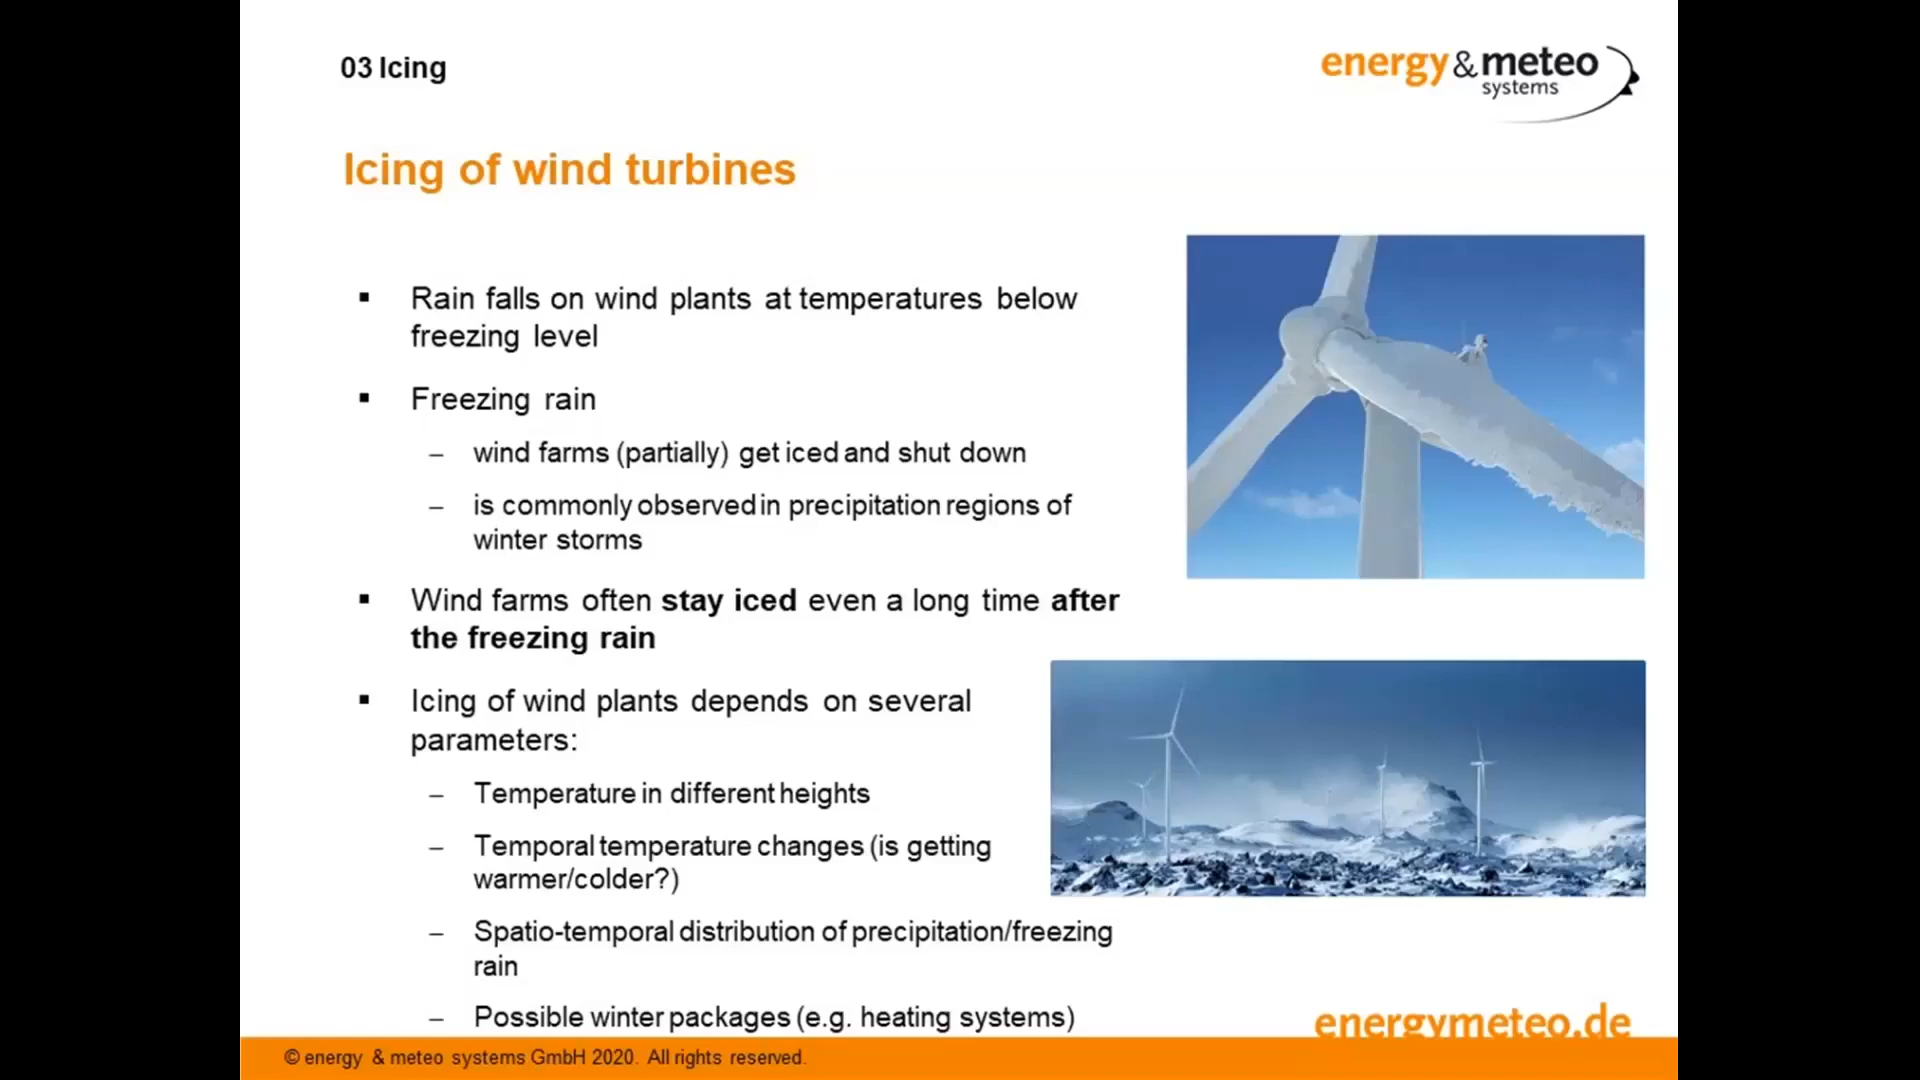 03 Icing
energy & meteo
systems
Icing of wind turbines
▪ Rain falls on wind plants at temperatures below
freezing level
▪ Freezing rain
– wind farms (partially) get iced and shut down
– is commonly observed in precipitation regions of
winter storms
▪ Wind farms often stay iced even a long time after
the freezing rain
▪ Icing of wind plants depends on several
parameters:
– Temperature in different heights
– Temporal temperature changes (is getting
warmer/colder?)
– Spatio-temporal distribution of precipitation/freezing
rain
– Possible winter packages (e.g. heating systems)
energymeteo.de
© energy & meteo systems GmbH 2020. All rights reserved.